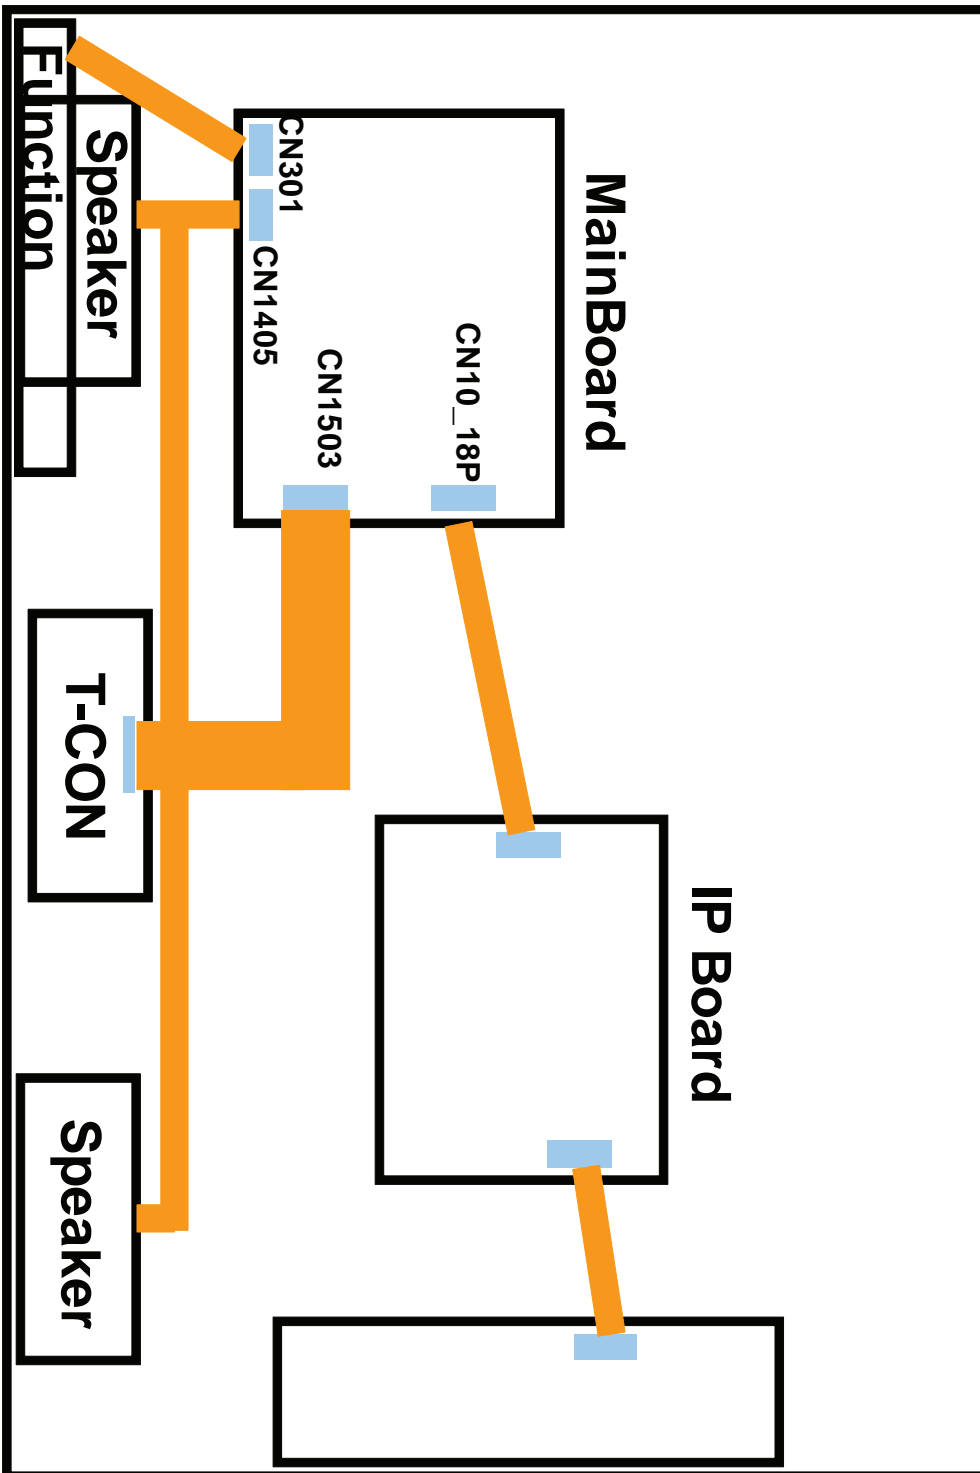 MainBoard
CN301
CN1405
CN1503
CN10_18P
Function
Speaker
T-CON
IP Board
Speaker